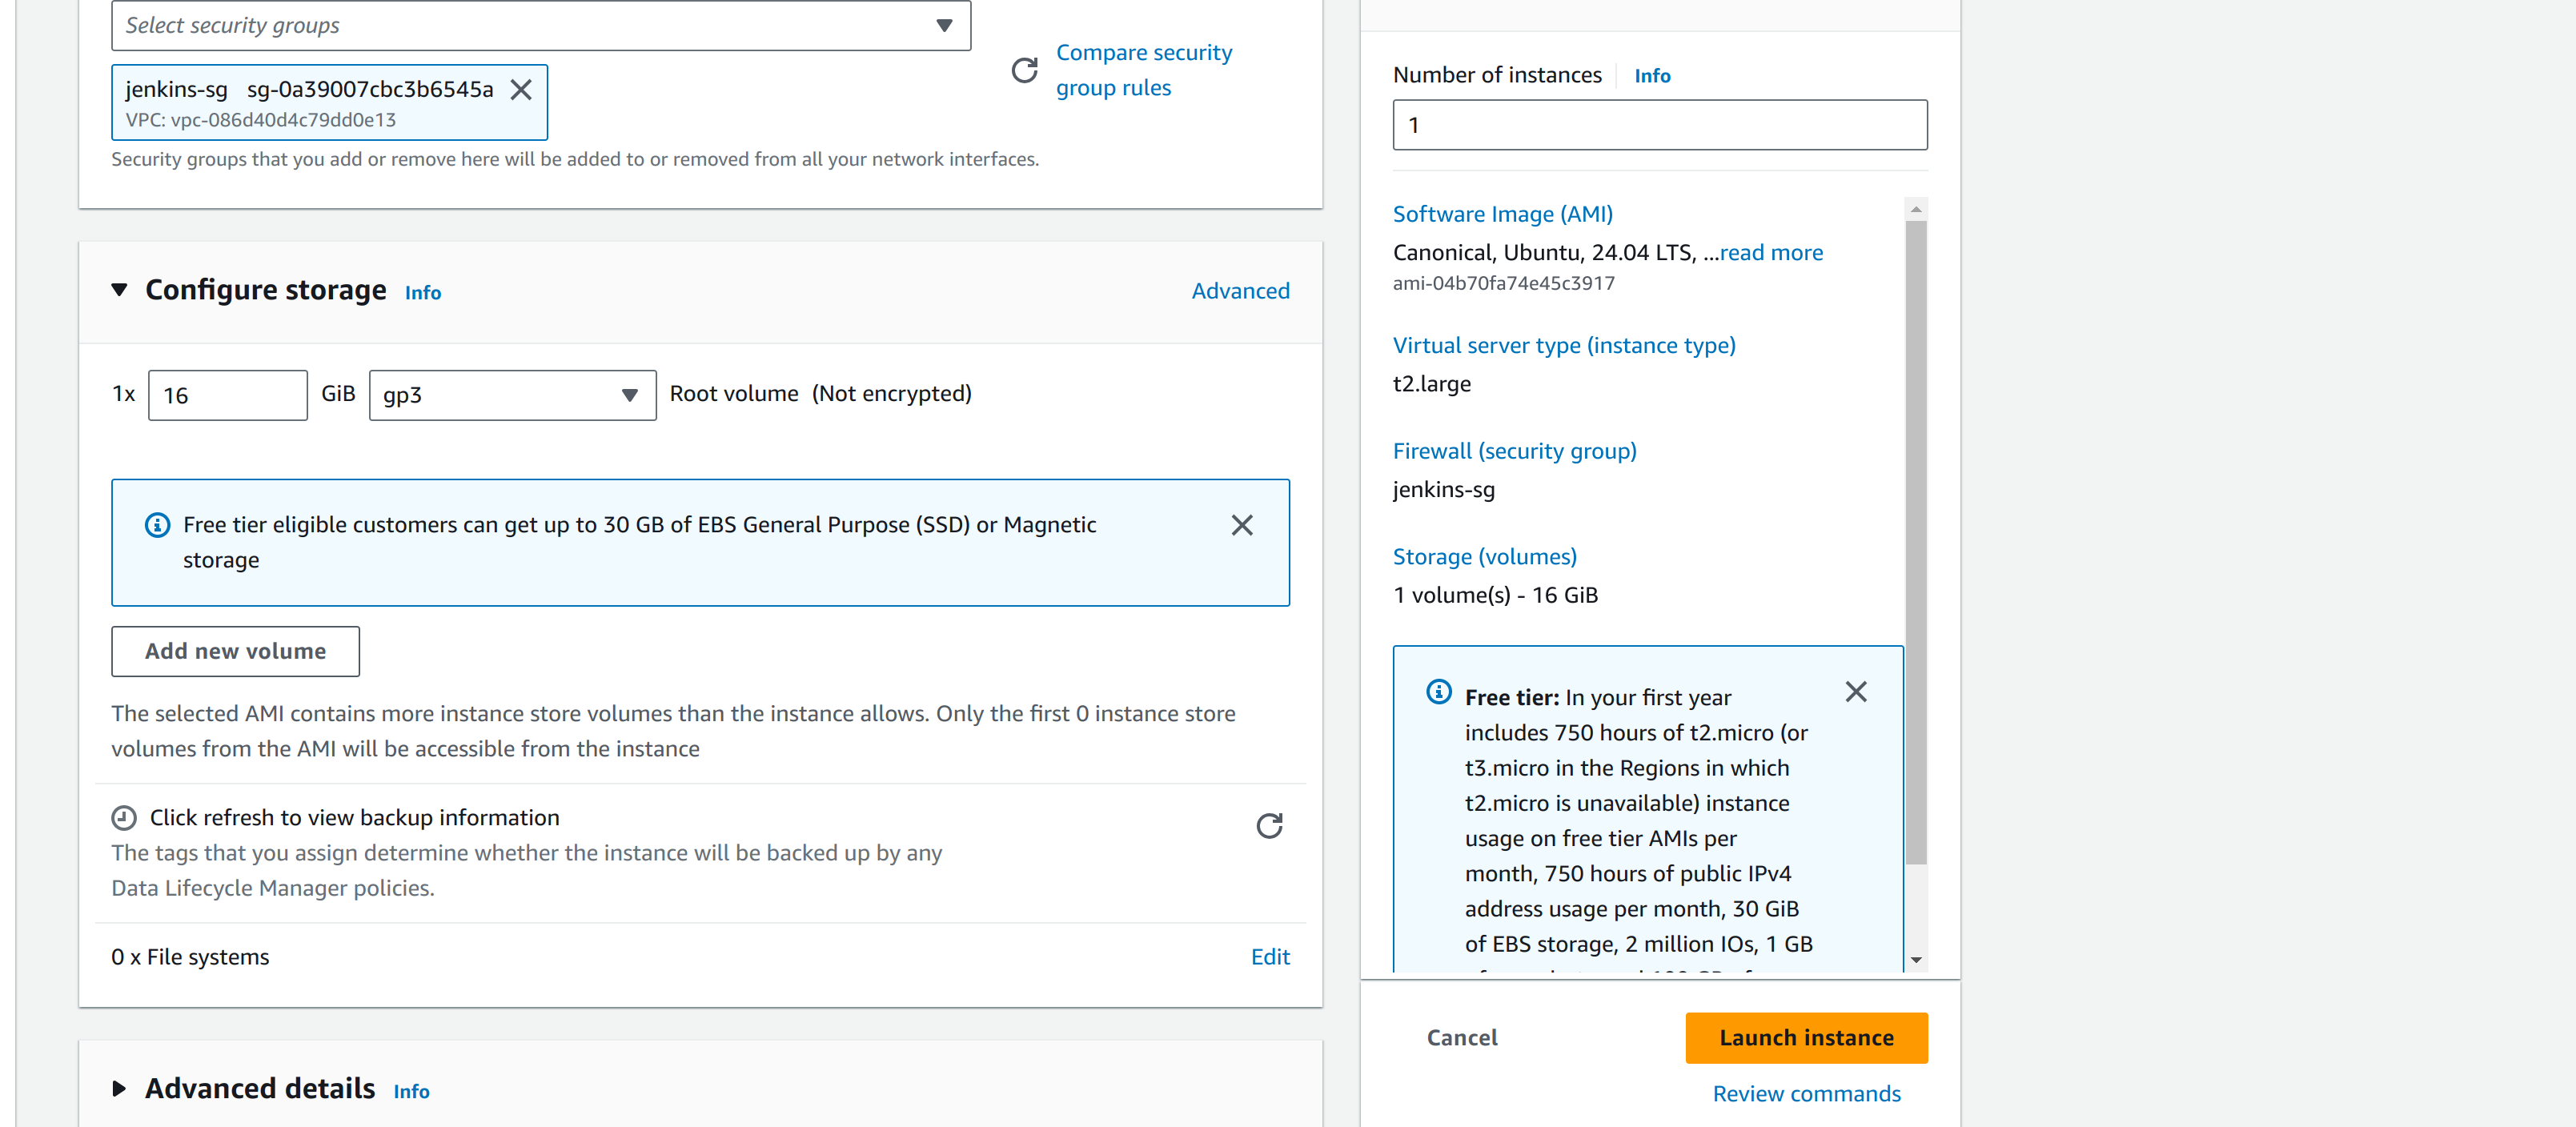 Select security groups
jenkins-sg sg-0a39007cbc3b6545a
VPC: vpc-086d40d4c79dd0e13
Compare security
group rules
Security groups that you add or remove here will be added to or removed from all your network interfaces.
Configure storage Info
Advanced
1x 16 GiB gp3 Root volume (Not encrypted)
Free tier eligible customers can get up to 30 GB of EBS General Purpose (SSD) or Magnetic
storage
Add new volume
The selected AMI contains more instance store volumes than the instance allows. Only the first 0 instance store
volumes from the AMI will be accessible from the instance
Click refresh to view backup information
The tags that you assign determine whether the instance will be backed up by any
Data Lifecycle Manager policies.
0 x File systems
Edit
Advanced details Info
Number of instances Info
1
Software Image (AMI)
Canonical, Ubuntu, 24.04 LTS, ...read more
ami-04b70fa74e45c3917
Virtual server type (instance type)
t2.large
Firewall (security group)
jenkins-sg
Storage (volumes)
1 volume(s) - 16 GiB
Free tier: In your first year
includes 750 hours of t2.micro (or
t3.micro in the Regions in which
t2.micro is unavailable) instance
usage on free tier AMIs per
month, 750 hours of public IPv4
address usage per month, 30 GiB
of EBS storage, 2 million IOs, 1 GB
Cancel
Launch instance
Review commands